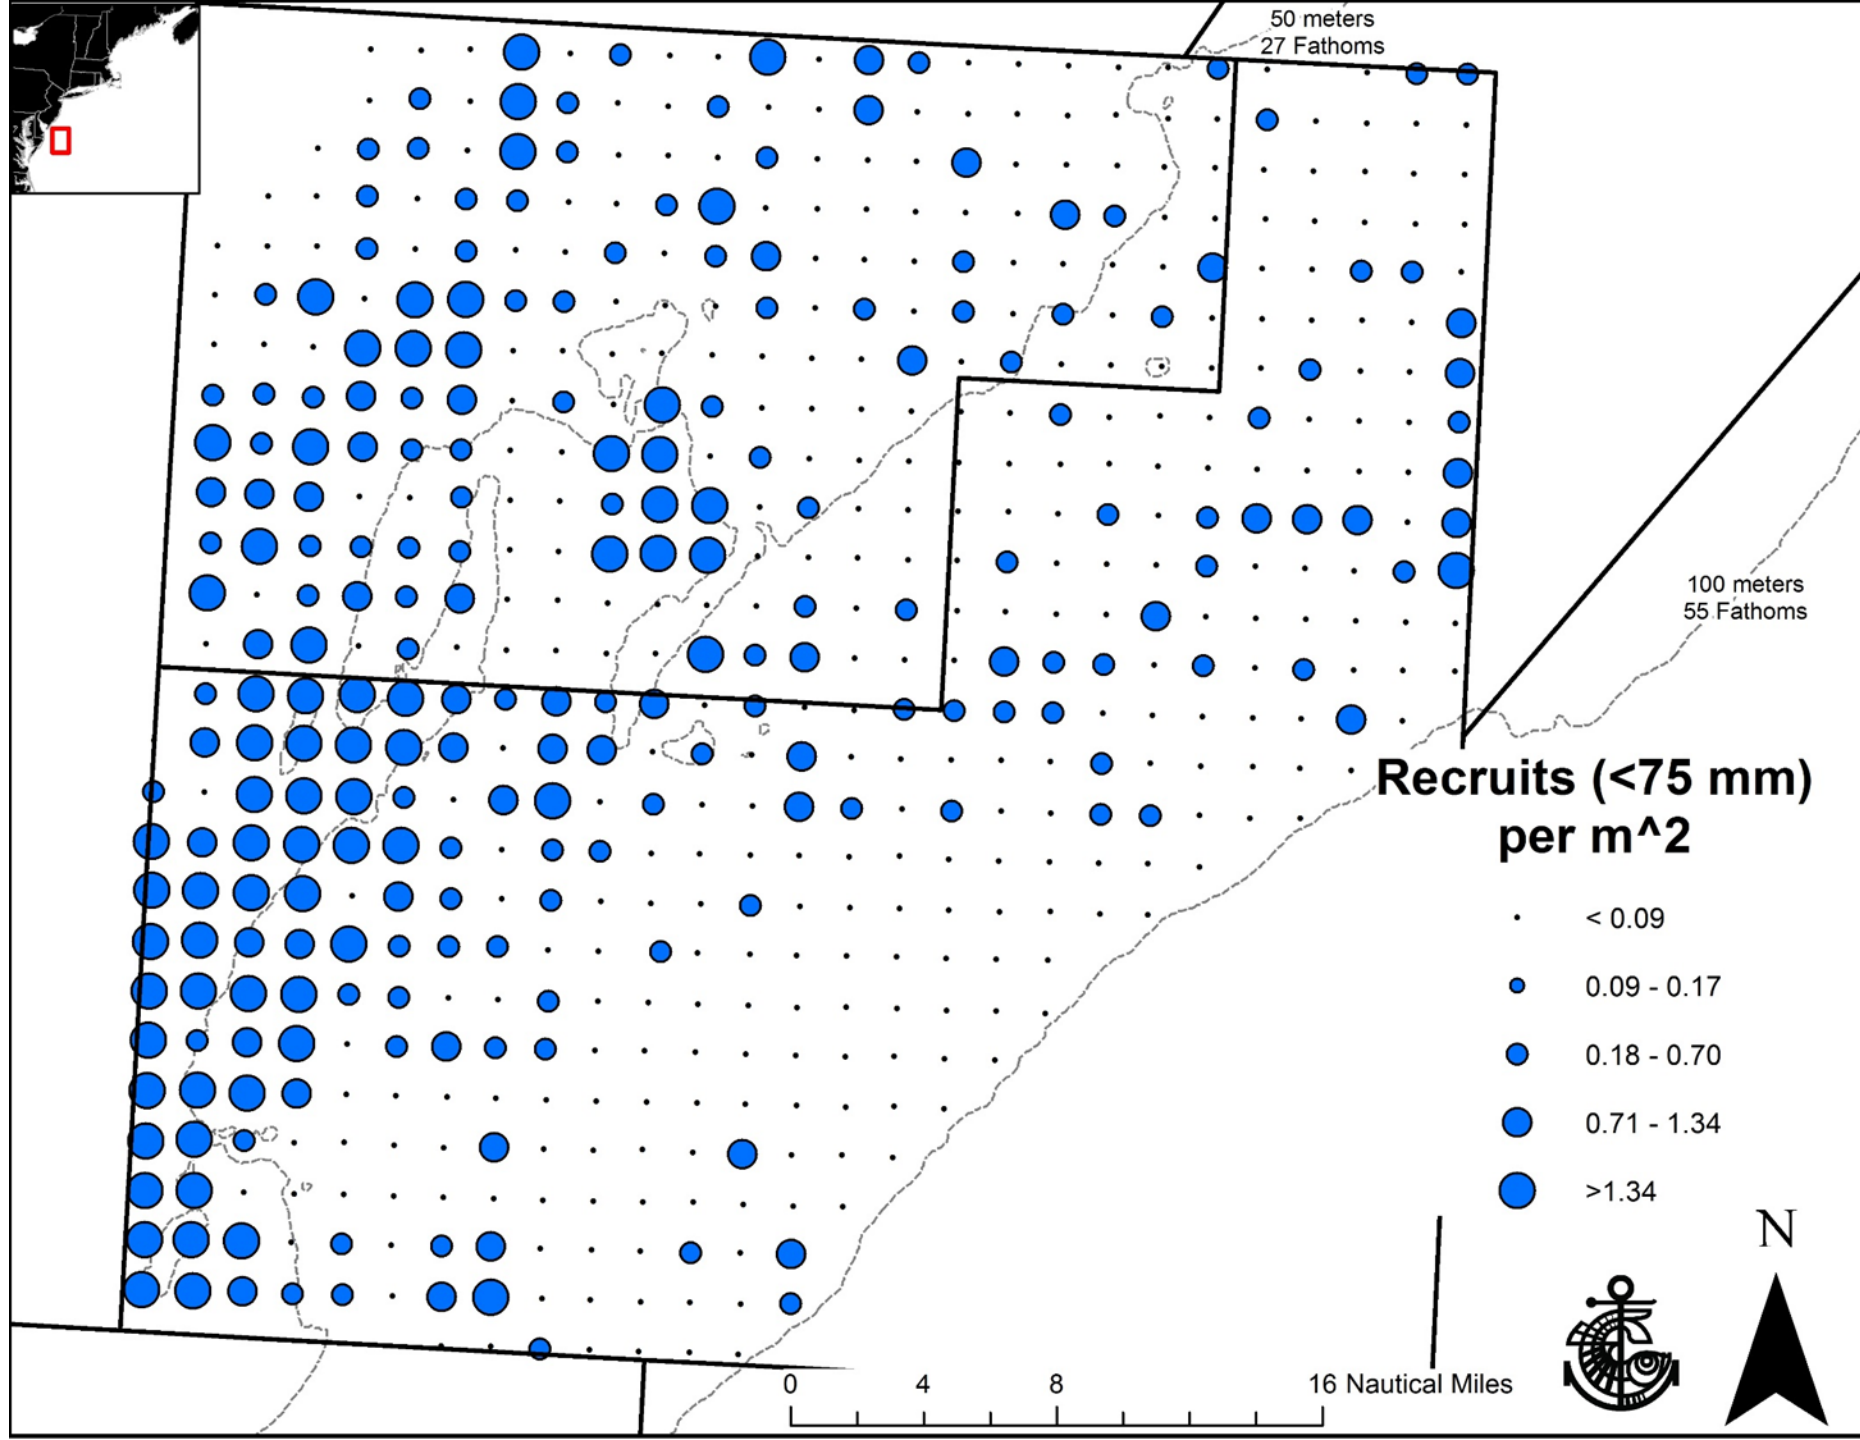 50 meters
27 Fathoms
100 meters
55 Fathoms
Recruits (<75 mm)
per m^2
< 0.09
0.09 - 0.17
0.18 - 0.70
0.71 - 1.34
>1.34
N
0 4 8 16 Nautical Miles